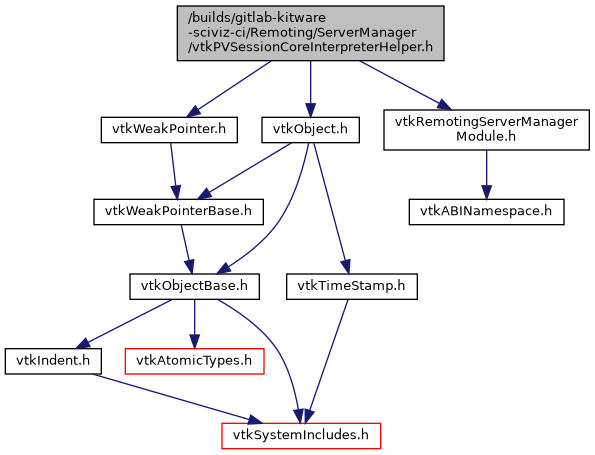 /builds/gitlab-kitware
-sciviz-ci/Remoting/ServerManager
/vtkPVSessionCoreInterpreterHelper.h
vtkWeakPointer.h
vtkObject.h
vtkRemotingServerManager
Module.h
vtkWeakPointerBase.h
vtkABINamespace.h
vtkObjectBase.h
vtkTimeStamp.h
vtkIndent.h
vtkAtomicTypes.h
vtkSystemIncludes.h